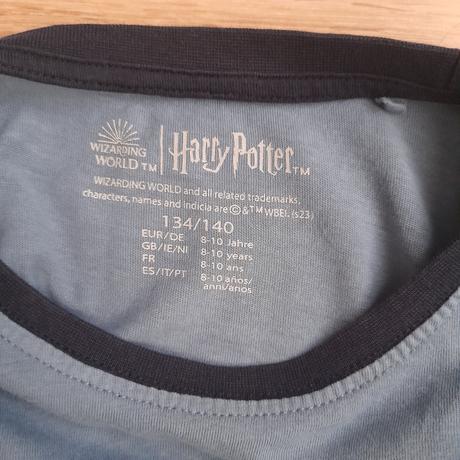 WIZARDING
WORLD TM
Harry Potter TM
WIZARDING WORLD and all related trademarks,
characters, names and indicia are © & TM WBEI. (s23)
134/140
EUR/DE 8-10 Jahre
GB/IE/NI 8-10 years
FR 8-10 ans
ES/IT/PT 8-10 años/
anni/anos